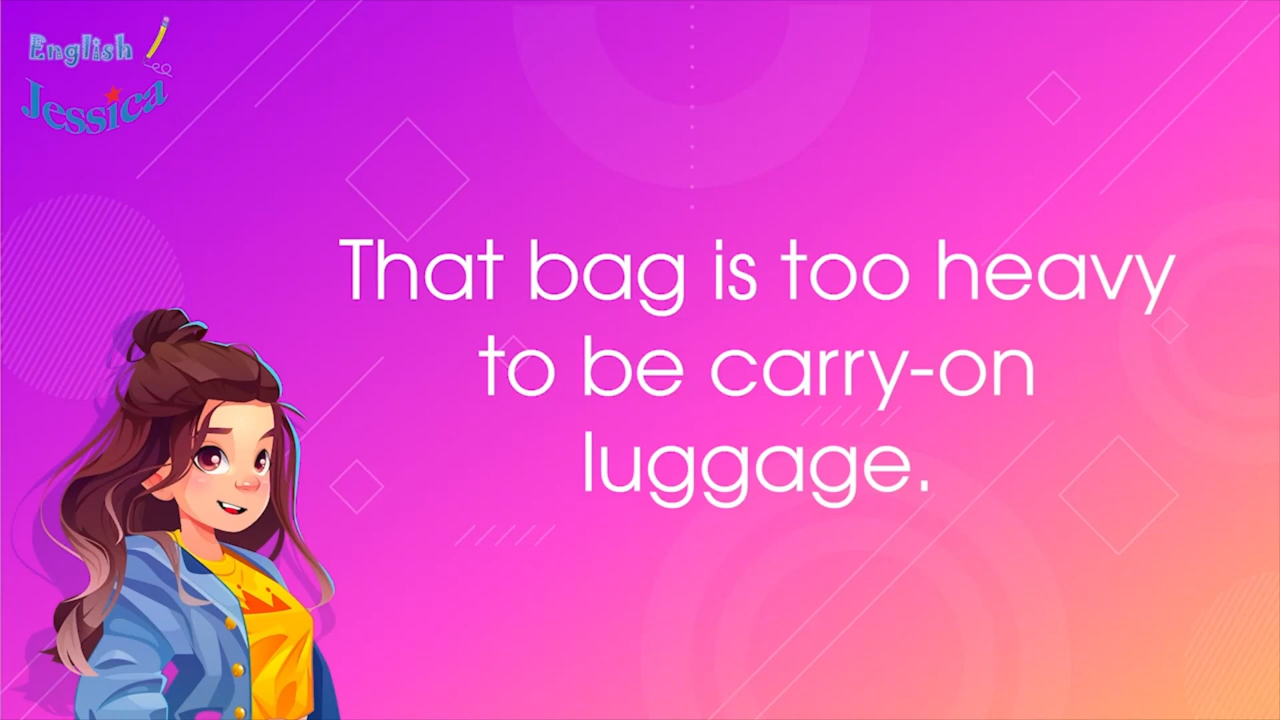 English
Jessica
That bag is too heavy
to be carry-on
luggage.